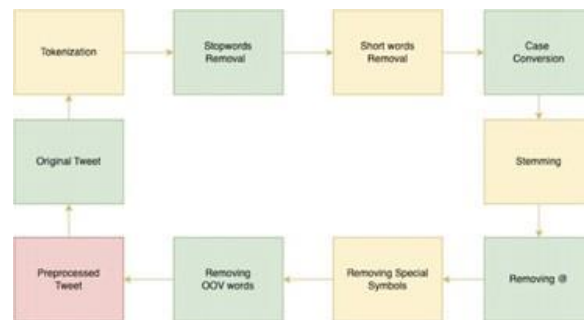 Tokenization
Stopwords
Removal
Short words
Removal
Case
Conversion
Original Tweet
Stemming
Preprocessed
Tweet
Removing
OOV words
Removing Special
Symbols
Removing @